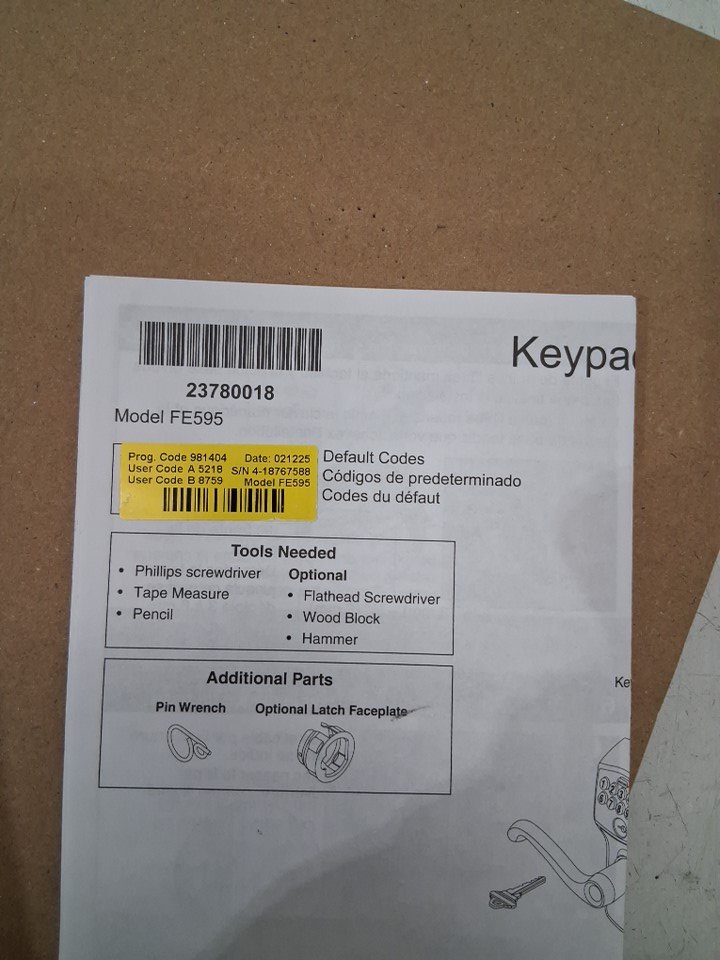 Keypa
23780018
Model FE595
Prog. Code 981404 Date: 021225
User Code A 5218 S/N 4-18767588
User Code B 8759 Model FE595
Default Codes
Códigos de predeterminado
Codes du défaut
Tools Needed
• Phillips screwdriver
• Tape Measure
• Pencil
Optional
• Flathead Screwdriver
• Wood Block
• Hammer
Additional Parts
Pin Wrench Optional Latch Faceplate
Ke